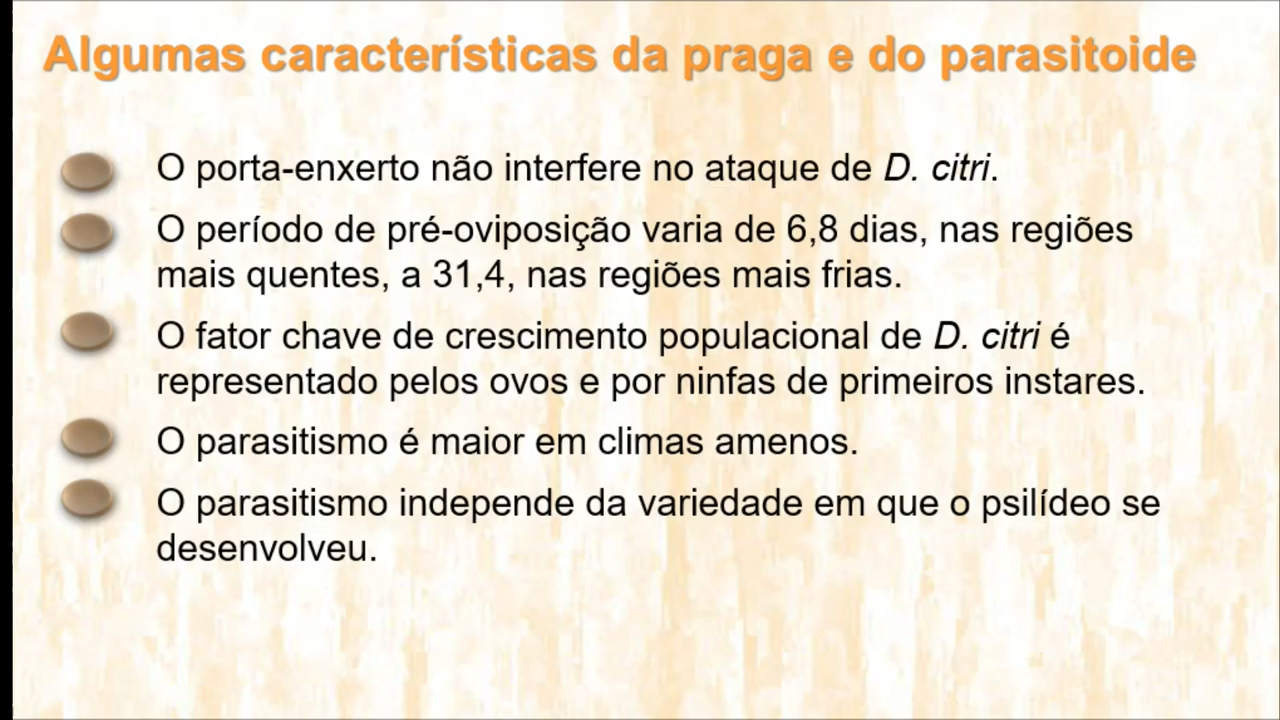 Algumas características da praga e do parasitoide
O porta-enxerto não interfere no ataque de D. citri.
O período de pré-oviposição varia de 6,8 dias, nas regiões
mais quentes, a 31,4, nas regiões mais frias.
O fator chave de crescimento populacional de D. citri é
representado pelos ovos e por ninfas de primeiros instares.
O parasitismo é maior em climas amenos.
O parasitismo independe da variedade em que o psilídeo se
desenvolveu.